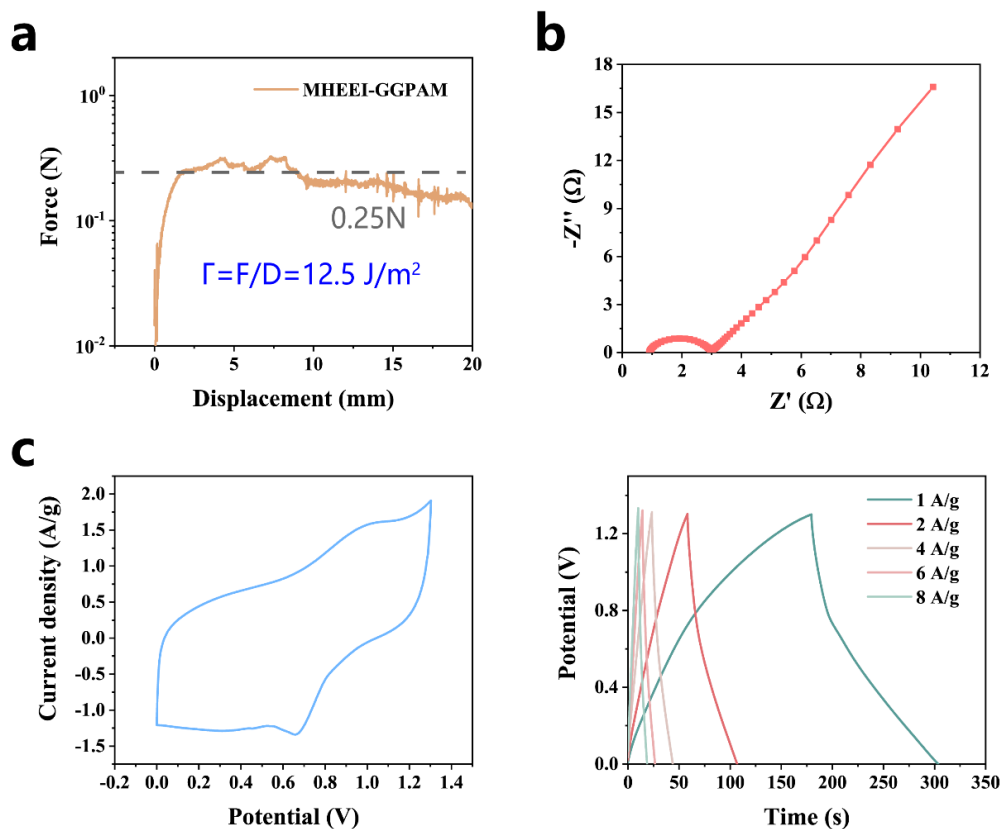 a
MHEEI-GGPAM
10⁰
10⁻¹
10⁻²
Force (N)
0.25N
Γ=F/D=12.5 J/m²
0 5 10 15 20
Displacement (mm)
b
18
15
12
9
6
3
0
-Z'' (Ω)
0 2 4 6 8 10 12
Z' (Ω)
c
2.0
1.5
1.0
0.5
0.0
-0.5
-1.0
-1.5
Current density (A/g)
0.0 0.2 0.4 0.6 0.8 1.0 1.2 1.4
Potential (V)
1 A/g
2 A/g
4 A/g
6 A/g
8 A/g
1.2
0.8
0.4
0.0
Potential (V)
0 50 100 150 200 250 300 350
Time (s)